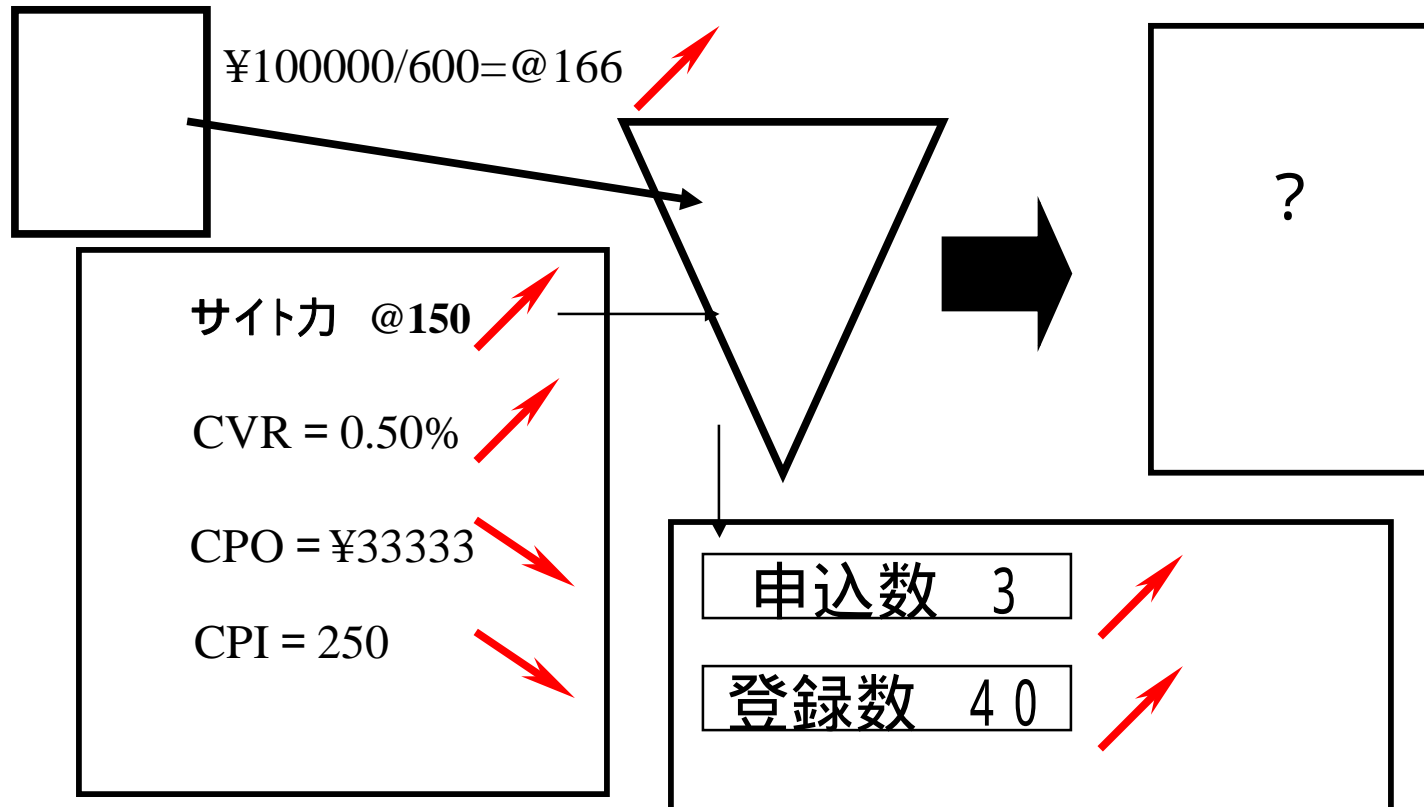 ¥100000/600=@166
?
サイト力 @150
CVR = 0.50%
CPO = ¥33333
CPI = 250
申込数 3
登録数 40